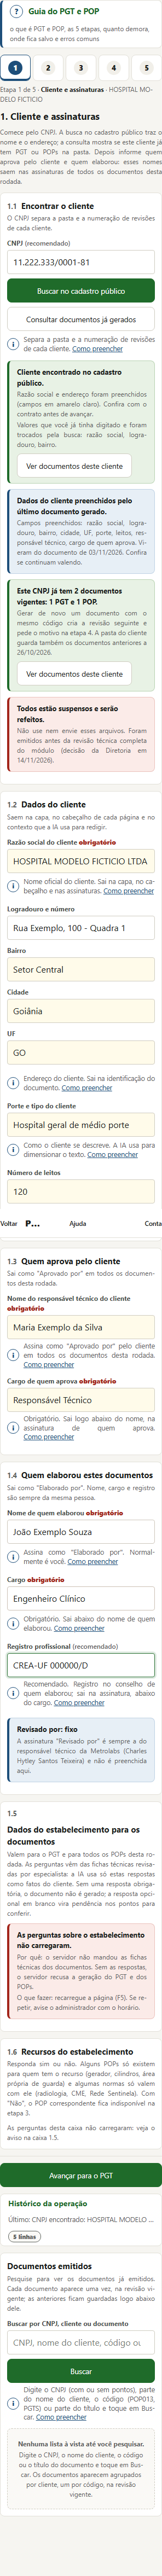 ? Guia do PGT e POP
o que é PGT e POP, as 5 etapas, quanto demora, onde fica salvo e erros comuns
1 2 3 4 5
Etapa 1 de 5 · Cliente e assinaturas · HOSPITAL MO-
DELO FICTICIO
1. Cliente e assinaturas
Comece pelo CNPJ. A busca no cadastro público traz o nome e o endereço; a consulta mostra se este cliente já tem PGT ou POPs na pasta. Depois informe quem aprova pelo cliente e quem elaborou: esses nomes saem nas assinaturas de todos os documentos desta rodada.
1.1 Encontrar o cliente
O CNPJ separa a pasta e a numeração de revisões de cada cliente.
CNPJ (recomendado)
11.222.333/0001-81
Buscar no cadastro público
Consultar documentos já gerados
i Separa a pasta e a numeração de revisões de cada cliente. Como preencher
Cliente encontrado no cadastro público.
Razão social e endereço foram preenchidos (campos em amarelo claro). Confira com o contrato antes de avançar.
Valores que você já tinha digitado e foram trocados pela busca: razão social, logra-
douro, bairro.
Ver documentos deste cliente
Dados do cliente preenchidos pelo último documento gerado.
Campos preenchidos: razão social, logra-
douro, bairro, cidade, UF, porte, leitos, res-
ponsável técnico, cargo de quem aprova. Vi-
eram do documento de 03/11/2026. Confira e continuam valendo.
Este CNPJ já tem 2 documentos vigentes: 1 PGT e 1 POP.
Gerar de novo um documento com o mesmo código cria a revisão seguinte e pede o motivo na etapa 4. A pasta do cliente guarda também os documentos anteriores a 26/10/2026.
Ver documentos deste cliente
Todos estão suspensos e serão refeitos.
Não use nem envie esses arquivos. Foram emitidos antes da revisão técnica completa do módulo (decisão da Diretoria em 14/11/2026).
1.2 Dados do cliente
Saem na capa, no cabeçalho de cada página e no contexto que a IA usa para redigir.
Razão social do cliente obrigatório
HOSPITAL MODELO FICTICIO LTDA
i Nome oficial do cliente. Sai na capa, no ca-
beçalho e nas assinaturas. Como preencher
Logradouro e número
Rua Exemplo, 100 - Quadra 1
Bairro
Setor Central
Cidade
Goiânia
UF
GO
i Endereço do cliente. Sai na identificação do documento. Como preencher
Porte e tipo do cliente
Hospital geral de médio porte
i Como o cliente se descreve. A IA usa para dimensionar o texto. Como preencher
Número de leitos
120
Voltar P... Ajuda Conta
1.3 Quem aprova pelo cliente
Sai como "Aprovado por" em todos os documen-
tos desta rodada.
Nome do responsável técnico do cliente
obrigatório
Maria Exemplo da Silva
i Assina como "Aprovado por" pelo cliente em todos os documentos desta rodada. Como preencher
Cargo de quem aprova obrigatório
Responsável Técnico
i Obrigatório. Sai logo abaixo do nome, na assinatura de quem aprova. Como preencher
1.4 Quem elaborou estes documentos
Sai como "Elaborado por". Nome, cargo e registro são sempre da mesma pessoa.
Nome de quem elaborou obrigatório
João Exemplo Souza
i Assina como "Elaborado por". Normal-
mente é você. Como preencher
Cargo obrigatório
Engenheiro Clínico
i Obrigatório. Sai abaixo do nome de quem elaborou. Como preencher
Registro profissional (recomendado)
CREA-UF 000000/D
i Recomendado. Registro no conselho de quem elaborou; sai na assinatura, abaixo do cargo. Como preencher
Revisado por: fixo
A assinatura "Revisado por" é sempre a do responsável técnico da Metrolabs (Charles Hytley Santos Teixeira) e não é preenchida aqui.
1.5
Dados do estabelecimento para os documentos
Valem para o PGT e para todos os POPs desta ro-
dada. As perguntas vêm das fichas técnicas revisa-
das por especialista: a IA usa só estas respostas como fatos do cliente. Sem uma resposta obriga-
tória, o documento não é gerado; a resposta opci-
onal em branco vira pendência nos pontos para conferir.
As perguntas sobre o estabelecimento não carregaram.
Por quê: o servidor não mandou as fichas técnicas dos documentos. Sem as respostas, o servidor recusa a geração do PGT e dos POPs.
O que fazer: recarregue a página (F5). Se re-
petir, avise o administrador com o horário.
1.6 Recursos do estabelecimento
Responda sim ou não. Alguns POPs só existem para quem tem o recurso (gerador, cilindros, área própria de guarda) e algumas normas só valem com ele (radiologia, CME, Rede Sentinela). Com "Não", o POP correspondente fica indisponível na etapa 3.
As perguntas desta caixa não carregaram: veja o aviso na caixa 1.5.
Avançar para o PGT
Histórico da operação
Último: CNPJ encontrado: HOSPITAL MODELO ...
5 linhas
Documentos emitidos
Pesquise para ver os documentos já emitidos. Cada documento aparece uma vez, na revisão vi-
gente; as anteriores ficam guardadas logo abaixo dele.
Buscar por CNPJ, cliente ou documento
CNPJ, nome do cliente, código ou
Buscar
i Digite o CNPJ (com ou sem pontos), parte do nome do cliente, o código (POP013, PGTS) ou parte do título e toque em Bus-
car. Como preencher
Nenhuma lista à vista até você pesquisar.
Digite o CNPJ, o nome do cliente, o código ou o título do documento e toque em Bus-
car. Os documentos aparecem agrupados por cliente, um por código, na revisão vigente.